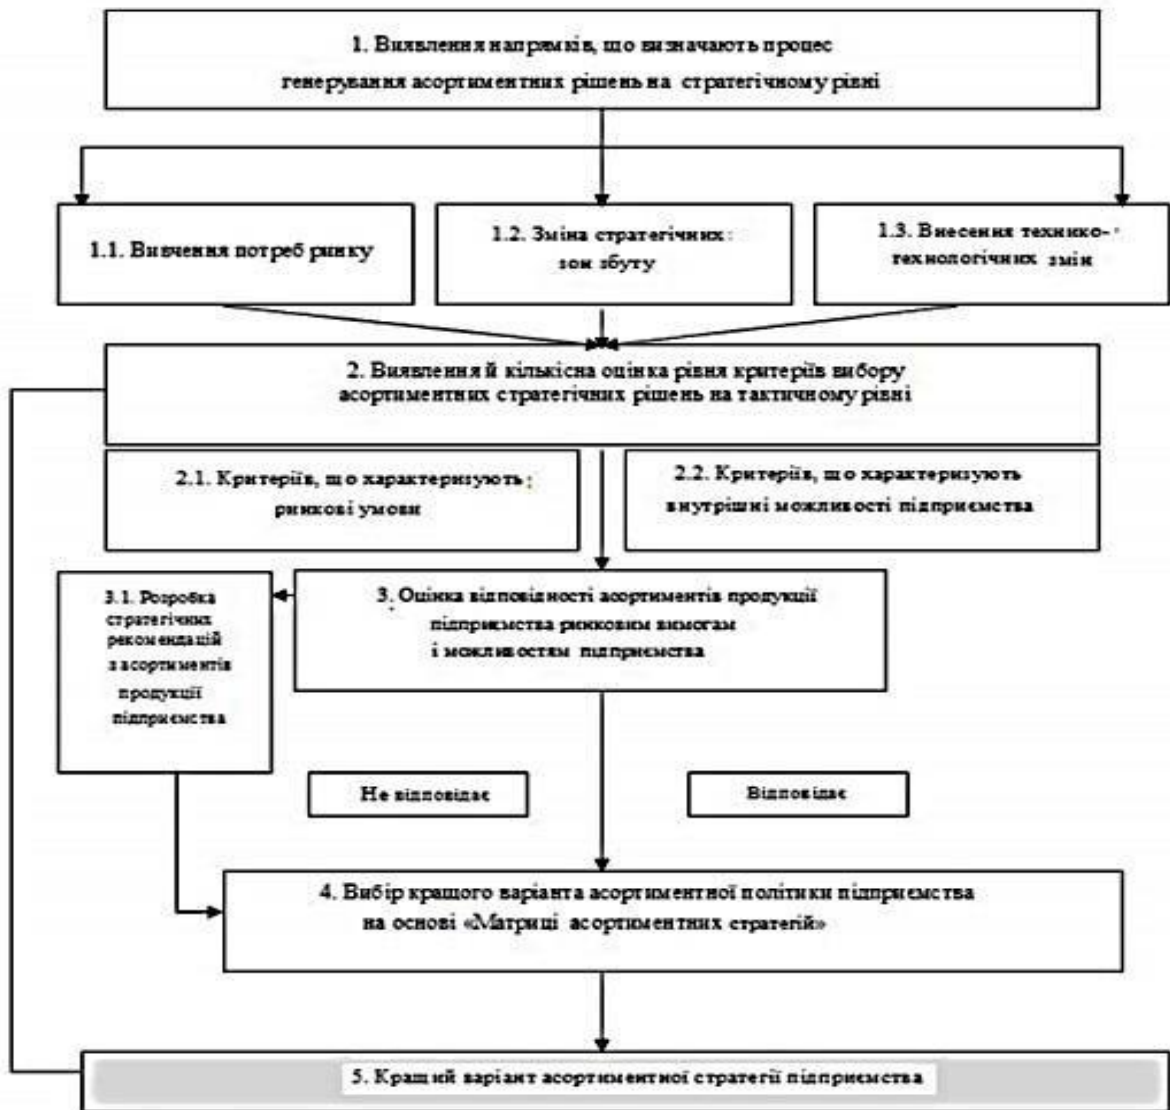 1. Виявлення напрямків, що визначають процес
генерування асортиментних рішень на стратегічному рівні
1.1. Вивчення потреб ринку
1.2. Зміна стратегічних
зон збуту
1.3. Внесення технико-
технологічних змін
2. Виявлення й кількісна оцінка рівня критеріїв вибору
асортиментних стратегічних рішень на тактичному рівні
2.1. Критеріїв, що характеризують
ринкові умови
2.2. Критеріїв, що характеризують
внутрішні можливості підприємства
3.1. Розробка
стратегічних
рекомендацій
з асортиментів
продукції
підприємства
3. Оцінка відповідності асортиментів продукції
підприємства ринковим вимогам
і можливостям підприємства
Не відповідає
Відповідає
4. Вибір кращого варіанта асортиментної політики підприємства
на основі «Матриці асортиментних стратегій»
5. Кращий варіант асортиментної стратегії підприємства